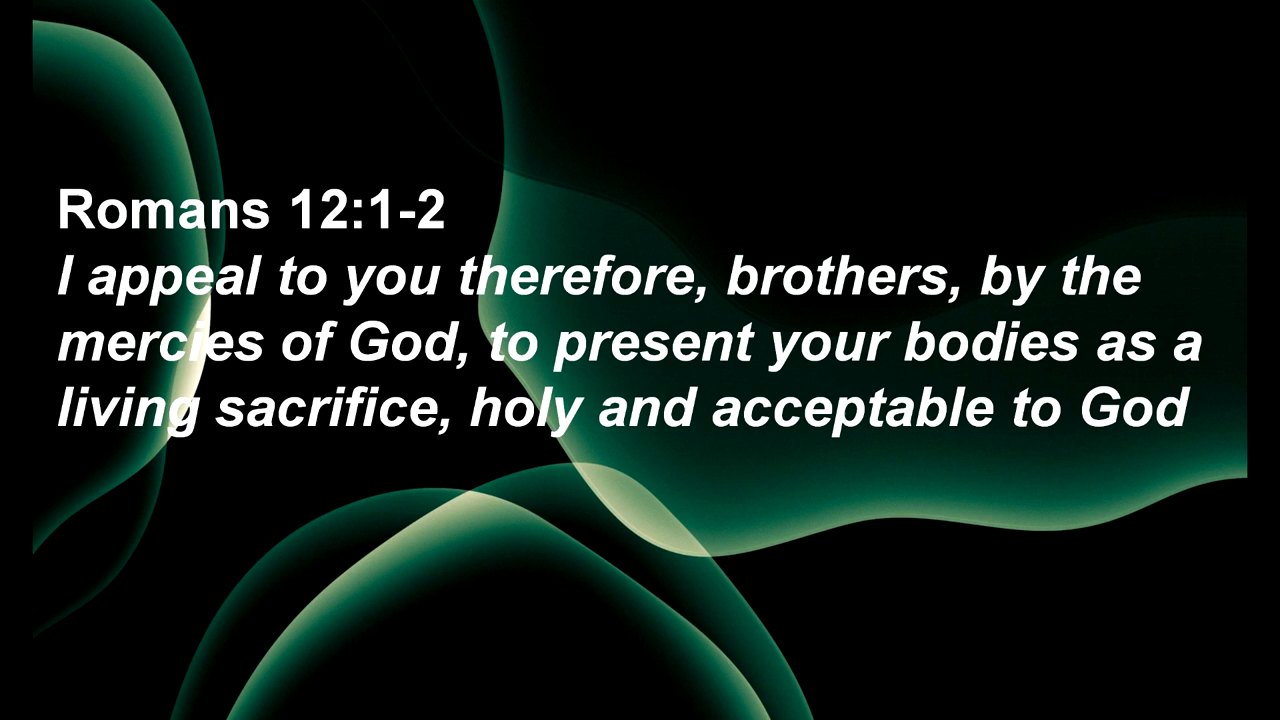 Romans 12:1-2
I appeal to you therefore, brothers, by the
mercies of God, to present your bodies as a
living sacrifice, holy and acceptable to God